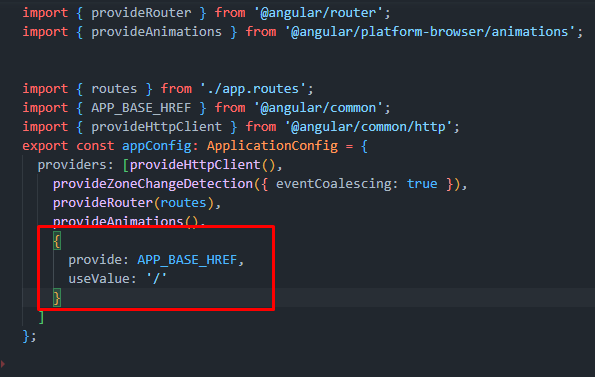 import { provideRouter } from '@angular/router';
import { provideAnimations } from '@angular/platform-browser/animations';
import { routes } from './app.routes';
import { APP_BASE_HREF } from '@angular/common';
import { provideHttpClient } from '@angular/common/http';
export const appConfig: ApplicationConfig = {
  providers: [provideHttpClient(),
    provideZoneChangeDetection({ eventCoalescing: true }),
    provideRouter(routes),
    provideAnimations(),
    {
      provide: APP_BASE_HREF,
      useValue: '/'
    }
  ]
};